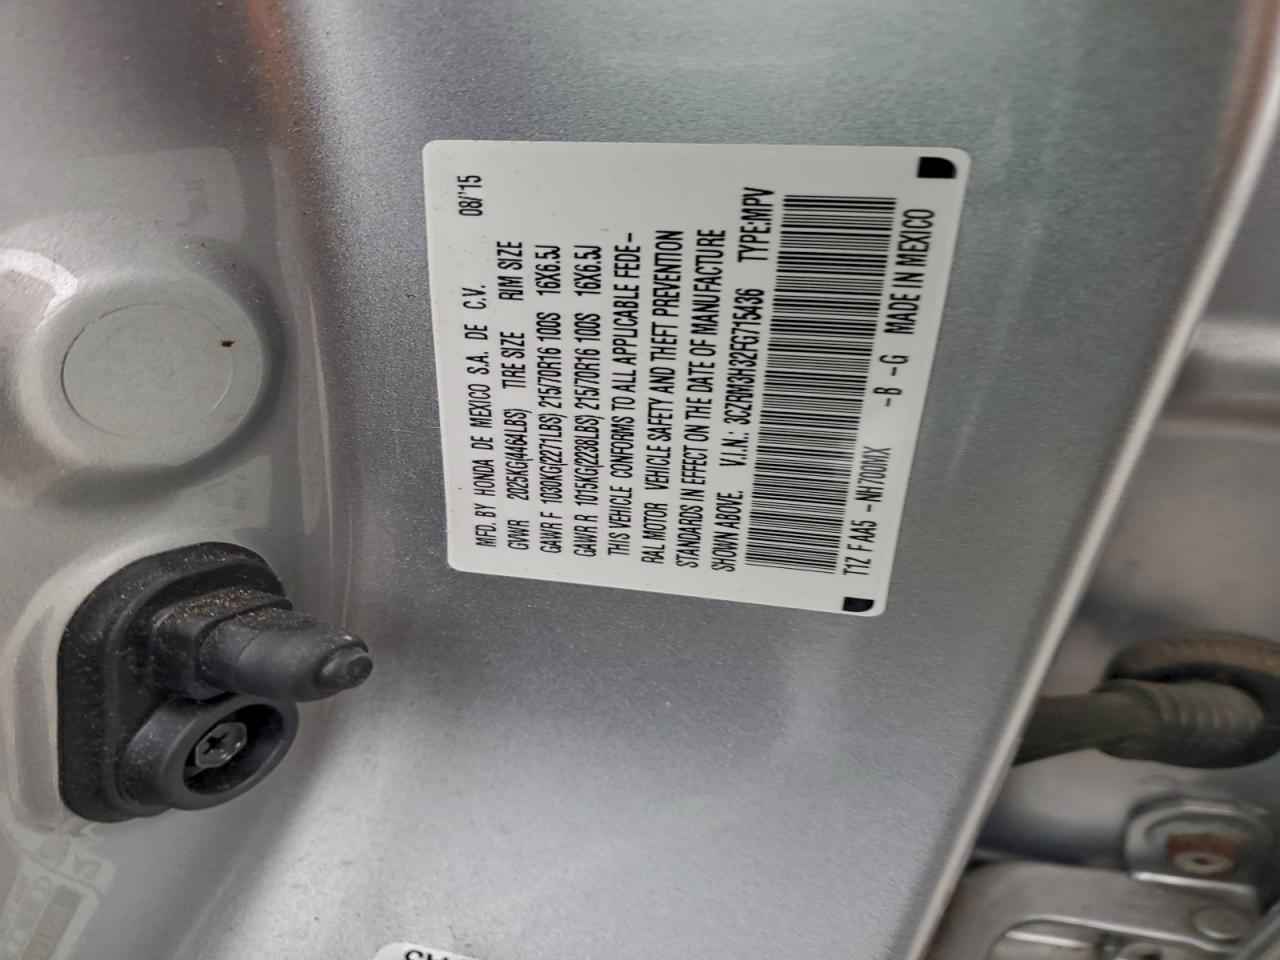 MFD. BY HONDA DE MEXICO S.A. DE C.V. 08/'15
GVWR 2025KG(4464LBS) TIRE SIZE RIM SIZE
GAWR F 1030KG(2271LBS) 215/70R16 100S 16X6.5J
GAWR R 1015KG(2238LBS) 215/70R16 100S 16X6.5J
THIS VEHICLE CONFORMS TO ALL APPLICABLE FEDE-
RAL MOTOR VEHICLE SAFETY AND THEFT PREVENTION
STANDARDS IN EFFECT ON THE DATE OF MANUFACTURE
SHOWN ABOVE. V.I.N.: 3CZRM3H32FG715436 TYPE:MPV
T1Z F AA5 -NH700MX -B -G MADE IN MEXICO